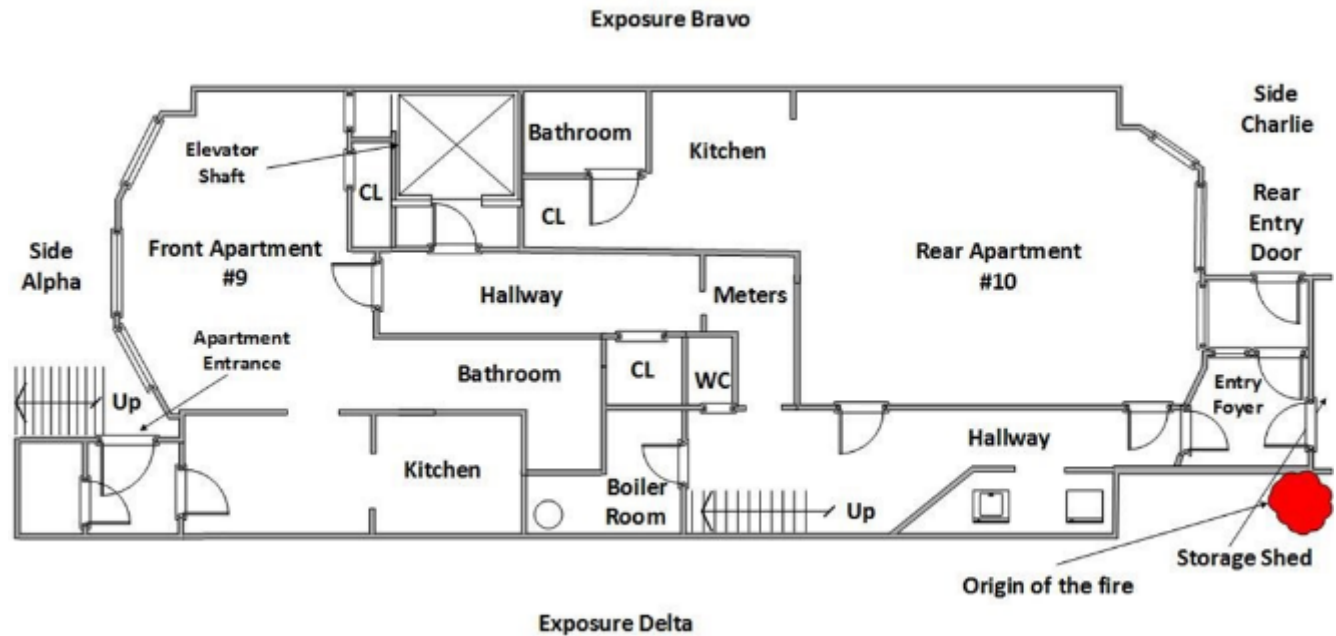 Exposure Bravo
Side
Charlie
Bathroom
Kitchen
Elevator
Shaft
CL
CL
Rear
Entry
Door
Side
Alpha
Front Apartment
#9
Rear Apartment
#10
Hallway
Meters
Apartment
Entrance
Bathroom
CL
WC
Up
Entry
Foyer
Hallway
Kitchen
Boiler
Room
Up
Storage Shed
Origin of the fire
Exposure Delta